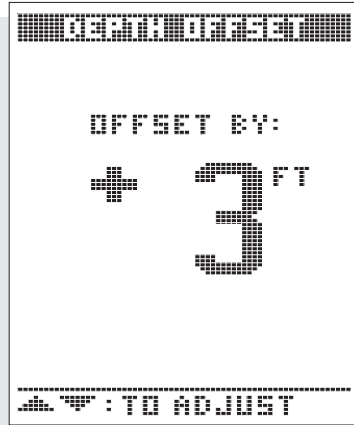 DEPTH OFFSET
OFFSET BY:
+ 3 FT
▲ ▼ : TO ADJUST